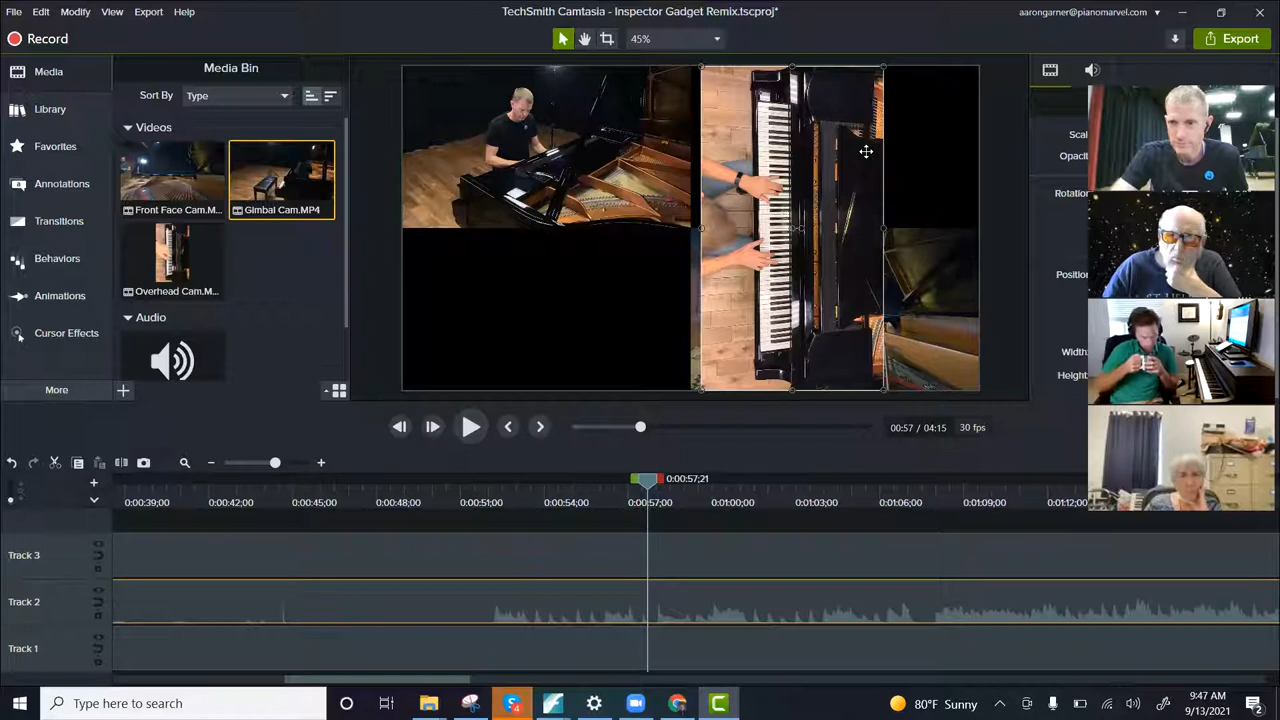 File Edit Modify View Export Help
TechSmith Camtasia - Inspector Gadget Remix.tscproj*
aarongarner@pianomarvel.com
Record
45%
Export
Media
Library
Favorites
Annotations
Transitions
Behaviors
Animations
Cursor Effects
More
Media Bin
Sort By Type
Videos
Front Face Cam.M...
Gimbal Cam.MP4
Overhead Cam.M...
Audio
Scal
Opacit
Rotation
Position
Width:
Height:
00:57 / 04:15 30 fps
0:00:57;21
0:00:39;00 0:00:42;00 0:00:45;00 0:00:48;00 0:00:51;00 0:00:54;00 0:00:57;00 0:01:00;00 0:01:03;00 0:01:06;00 0:01:09;00 0:01:12;00
Track 3
Track 2
Track 1
Type here to search
80°F Sunny
9:47 AM
9/13/2021